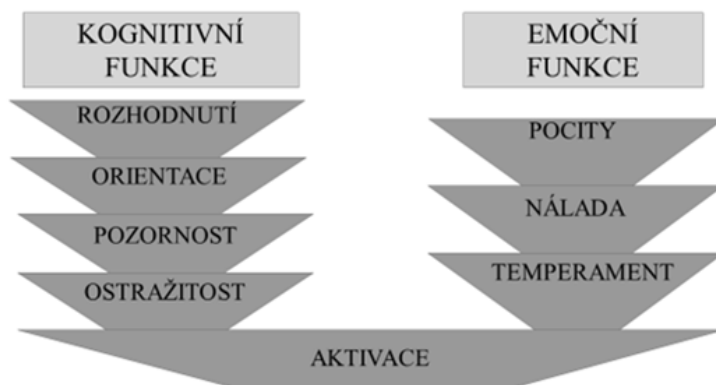 KOGNITIVNÍ
FUNKCE
ROZHODNUTÍ
ORIENTACE
POZORNOST
OSTRAŽITOST
EMOČNÍ
FUNKCE
POCITY
NÁLADA
TEMPERAMENT
AKTIVACE